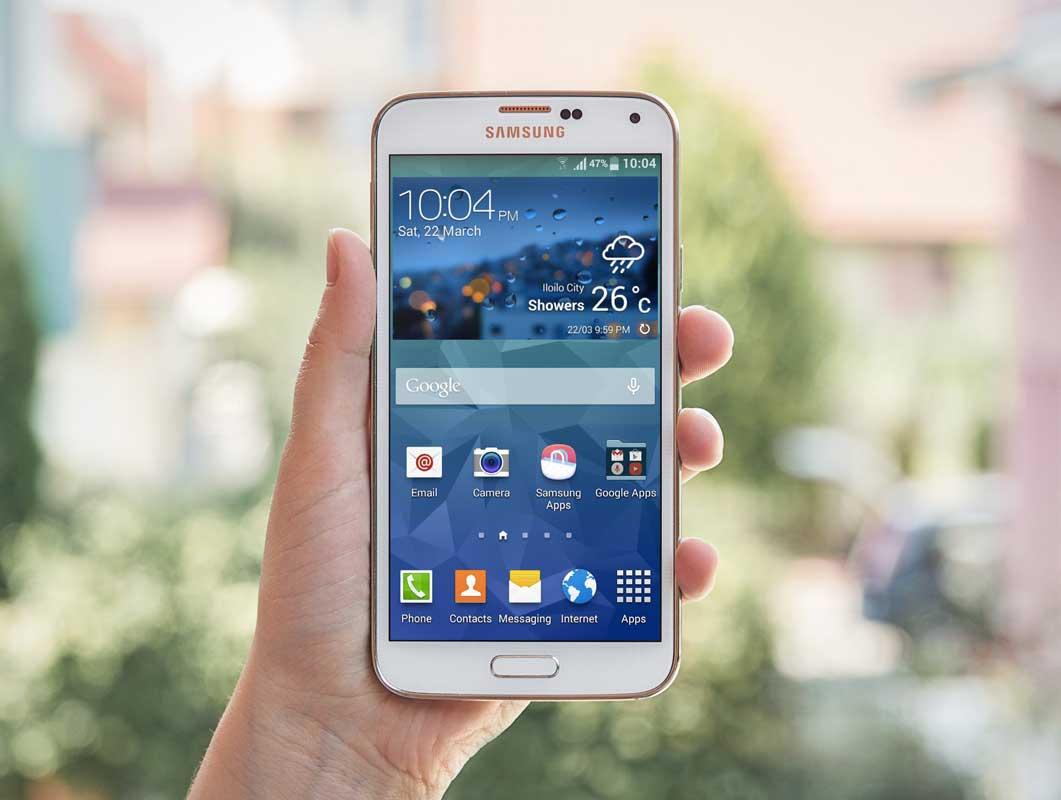 SAMSUNG
47% 10:04
10:04 PM
Sat, 22 March
Iloilo City
Showers 26°c
22/03 9:59 PM
Google
Email Camera Samsung Apps Google Apps
Phone Contacts Messaging Internet Apps